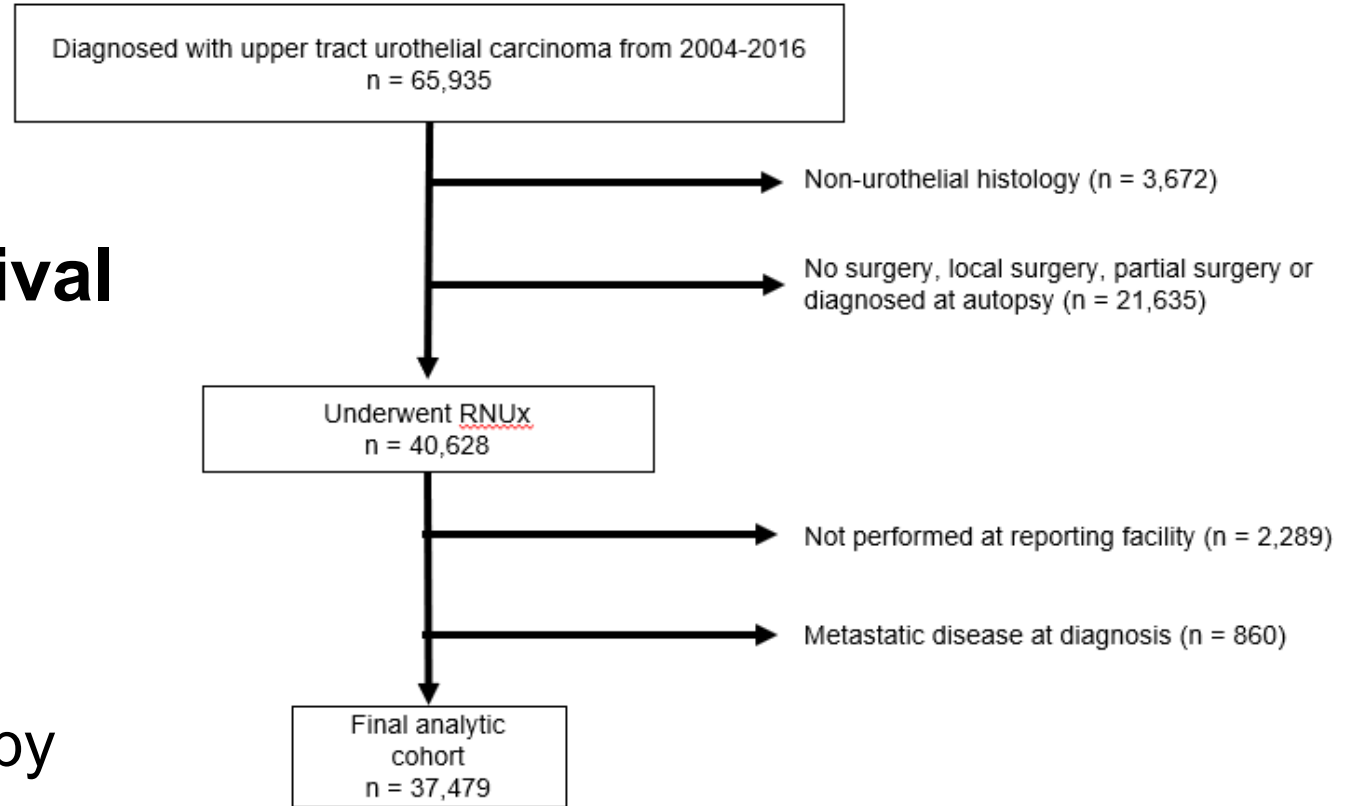 Diagnosed with upper tract urothelial carcinoma from 2004-2016
n = 65,935
Non-urothelial histology (n = 3,672)
ival
No surgery, local surgery, partial surgery or
diagnosed at autopsy (n = 21,635)
Underwent RNUx
n = 40,628
Not performed at reporting facility (n = 2,289)
Metastatic disease at diagnosis (n = 860)
Final analytic
cohort
n = 37,479